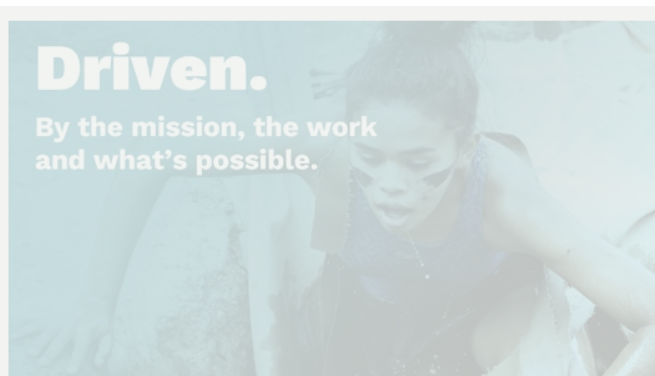 Driven.
By the mission, the work
and what’s possible.